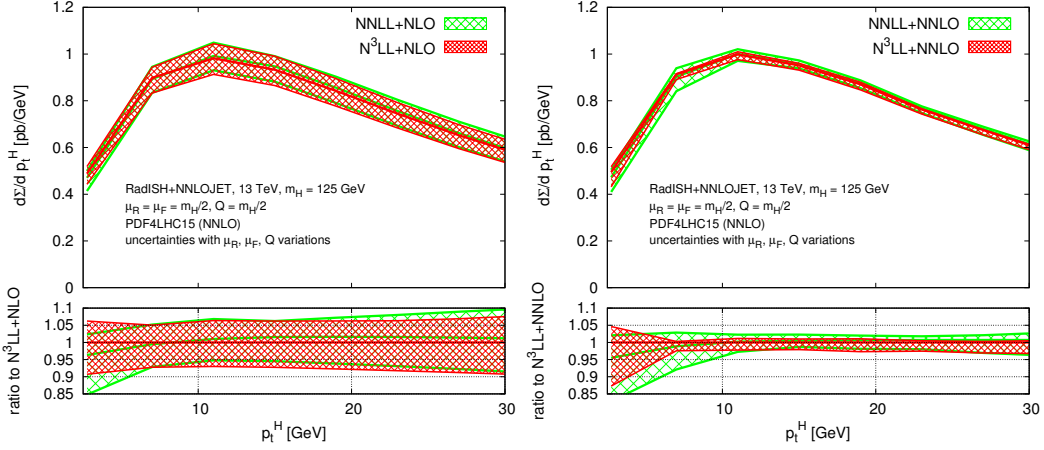 dΣ/d p_t^H [pb/GeV]
1.2
1
0.8
0.6
0.4
0.2
0
NNLL+NLO
N³LL+NLO
RadISH+NNLOJET, 13 TeV, m_H = 125 GeV
μ_R = μ_F = m_H/2, Q = m_H/2
PDF4LHC15 (NNLO)
uncertainties with μ_R, μ_F, Q variations
ratio to N³LL+NLO
1.1
1.05
1
0.95
0.9
0.85
10
20
30
p_t^H [GeV]
dΣ/d p_t^H [pb/GeV]
1.2
1
0.8
0.6
0.4
0.2
0
NNLL+NLO
N³LL+NNLO
RadISH+NNLOJET, 13 TeV, m_H = 125 GeV
μ_R = μ_F = m_H/2, Q = m_H/2
PDF4LHC15 (NNLO)
uncertainties with μ_R, μ_F, Q variations
ratio to N³LL+NNLO
1.1
1.05
1
0.95
0.9
0.85
10
20
30
p_t^H [GeV]